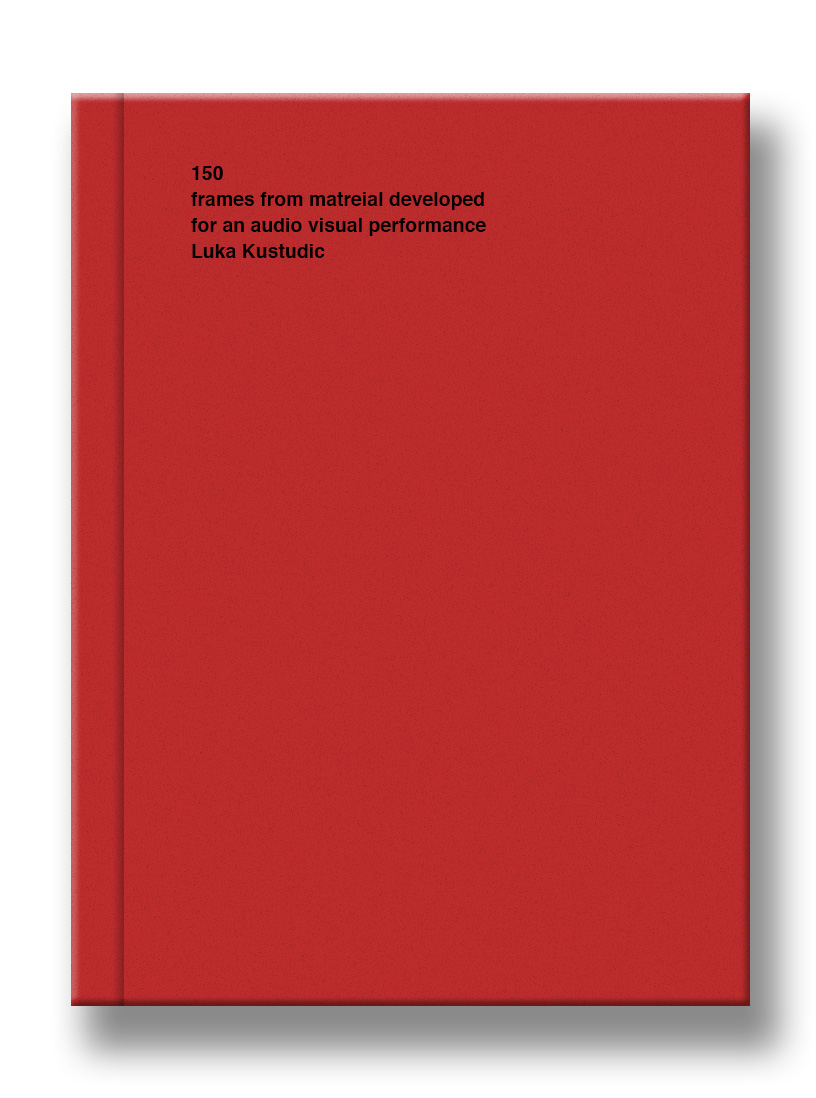 150
frames from matreial developed
for an audio visual performance
Luka Kustudic